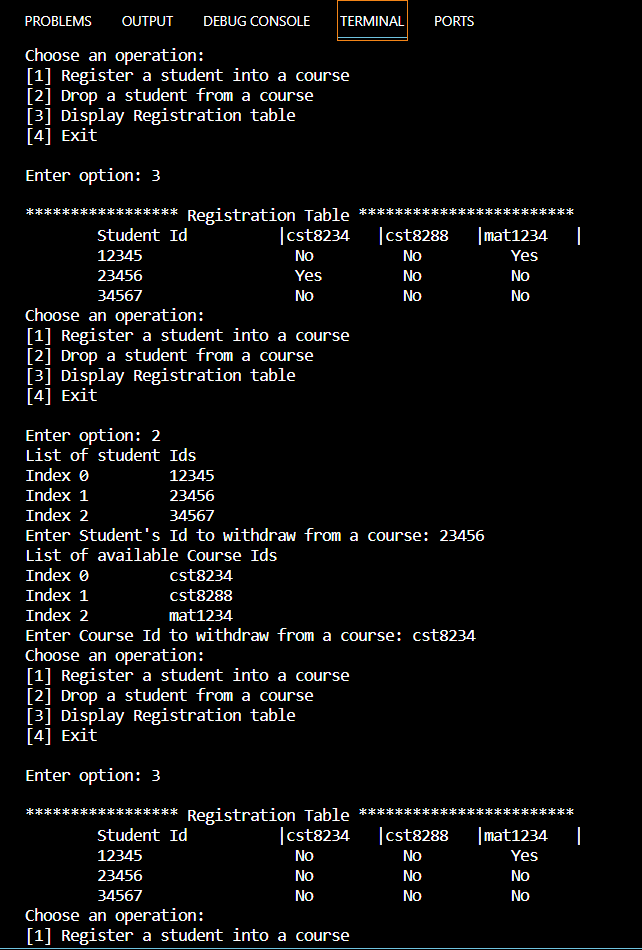 PROBLEMS OUTPUT DEBUG CONSOLE TERMINAL PORTS
Choose an operation:
[1] Register a student into a course
[2] Drop a student from a course
[3] Display Registration table
[4] Exit
Enter option: 3
***************** Registration Table ************************
Student Id |cst8234 |cst8288 |mat1234 |
12345 No No Yes
23456 Yes No No
34567 No No No
Choose an operation:
[1] Register a student into a course
[2] Drop a student from a course
[3] Display Registration table
[4] Exit
Enter option: 2
List of student Ids
Index 0 12345
Index 1 23456
Index 2 34567
Enter Student's Id to withdraw from a course: 23456
List of available Course Ids
Index 0 cst8234
Index 1 cst8288
Index 2 mat1234
Enter Course Id to withdraw from a course: cst8234
Choose an operation:
[1] Register a student into a course
[2] Drop a student from a course
[3] Display Registration table
[4] Exit
Enter option: 3
***************** Registration Table ************************
Student Id |cst8234 |cst8288 |mat1234 |
12345 No No Yes
23456 No No No
34567 No No No
Choose an operation:
[1] Register a student into a course